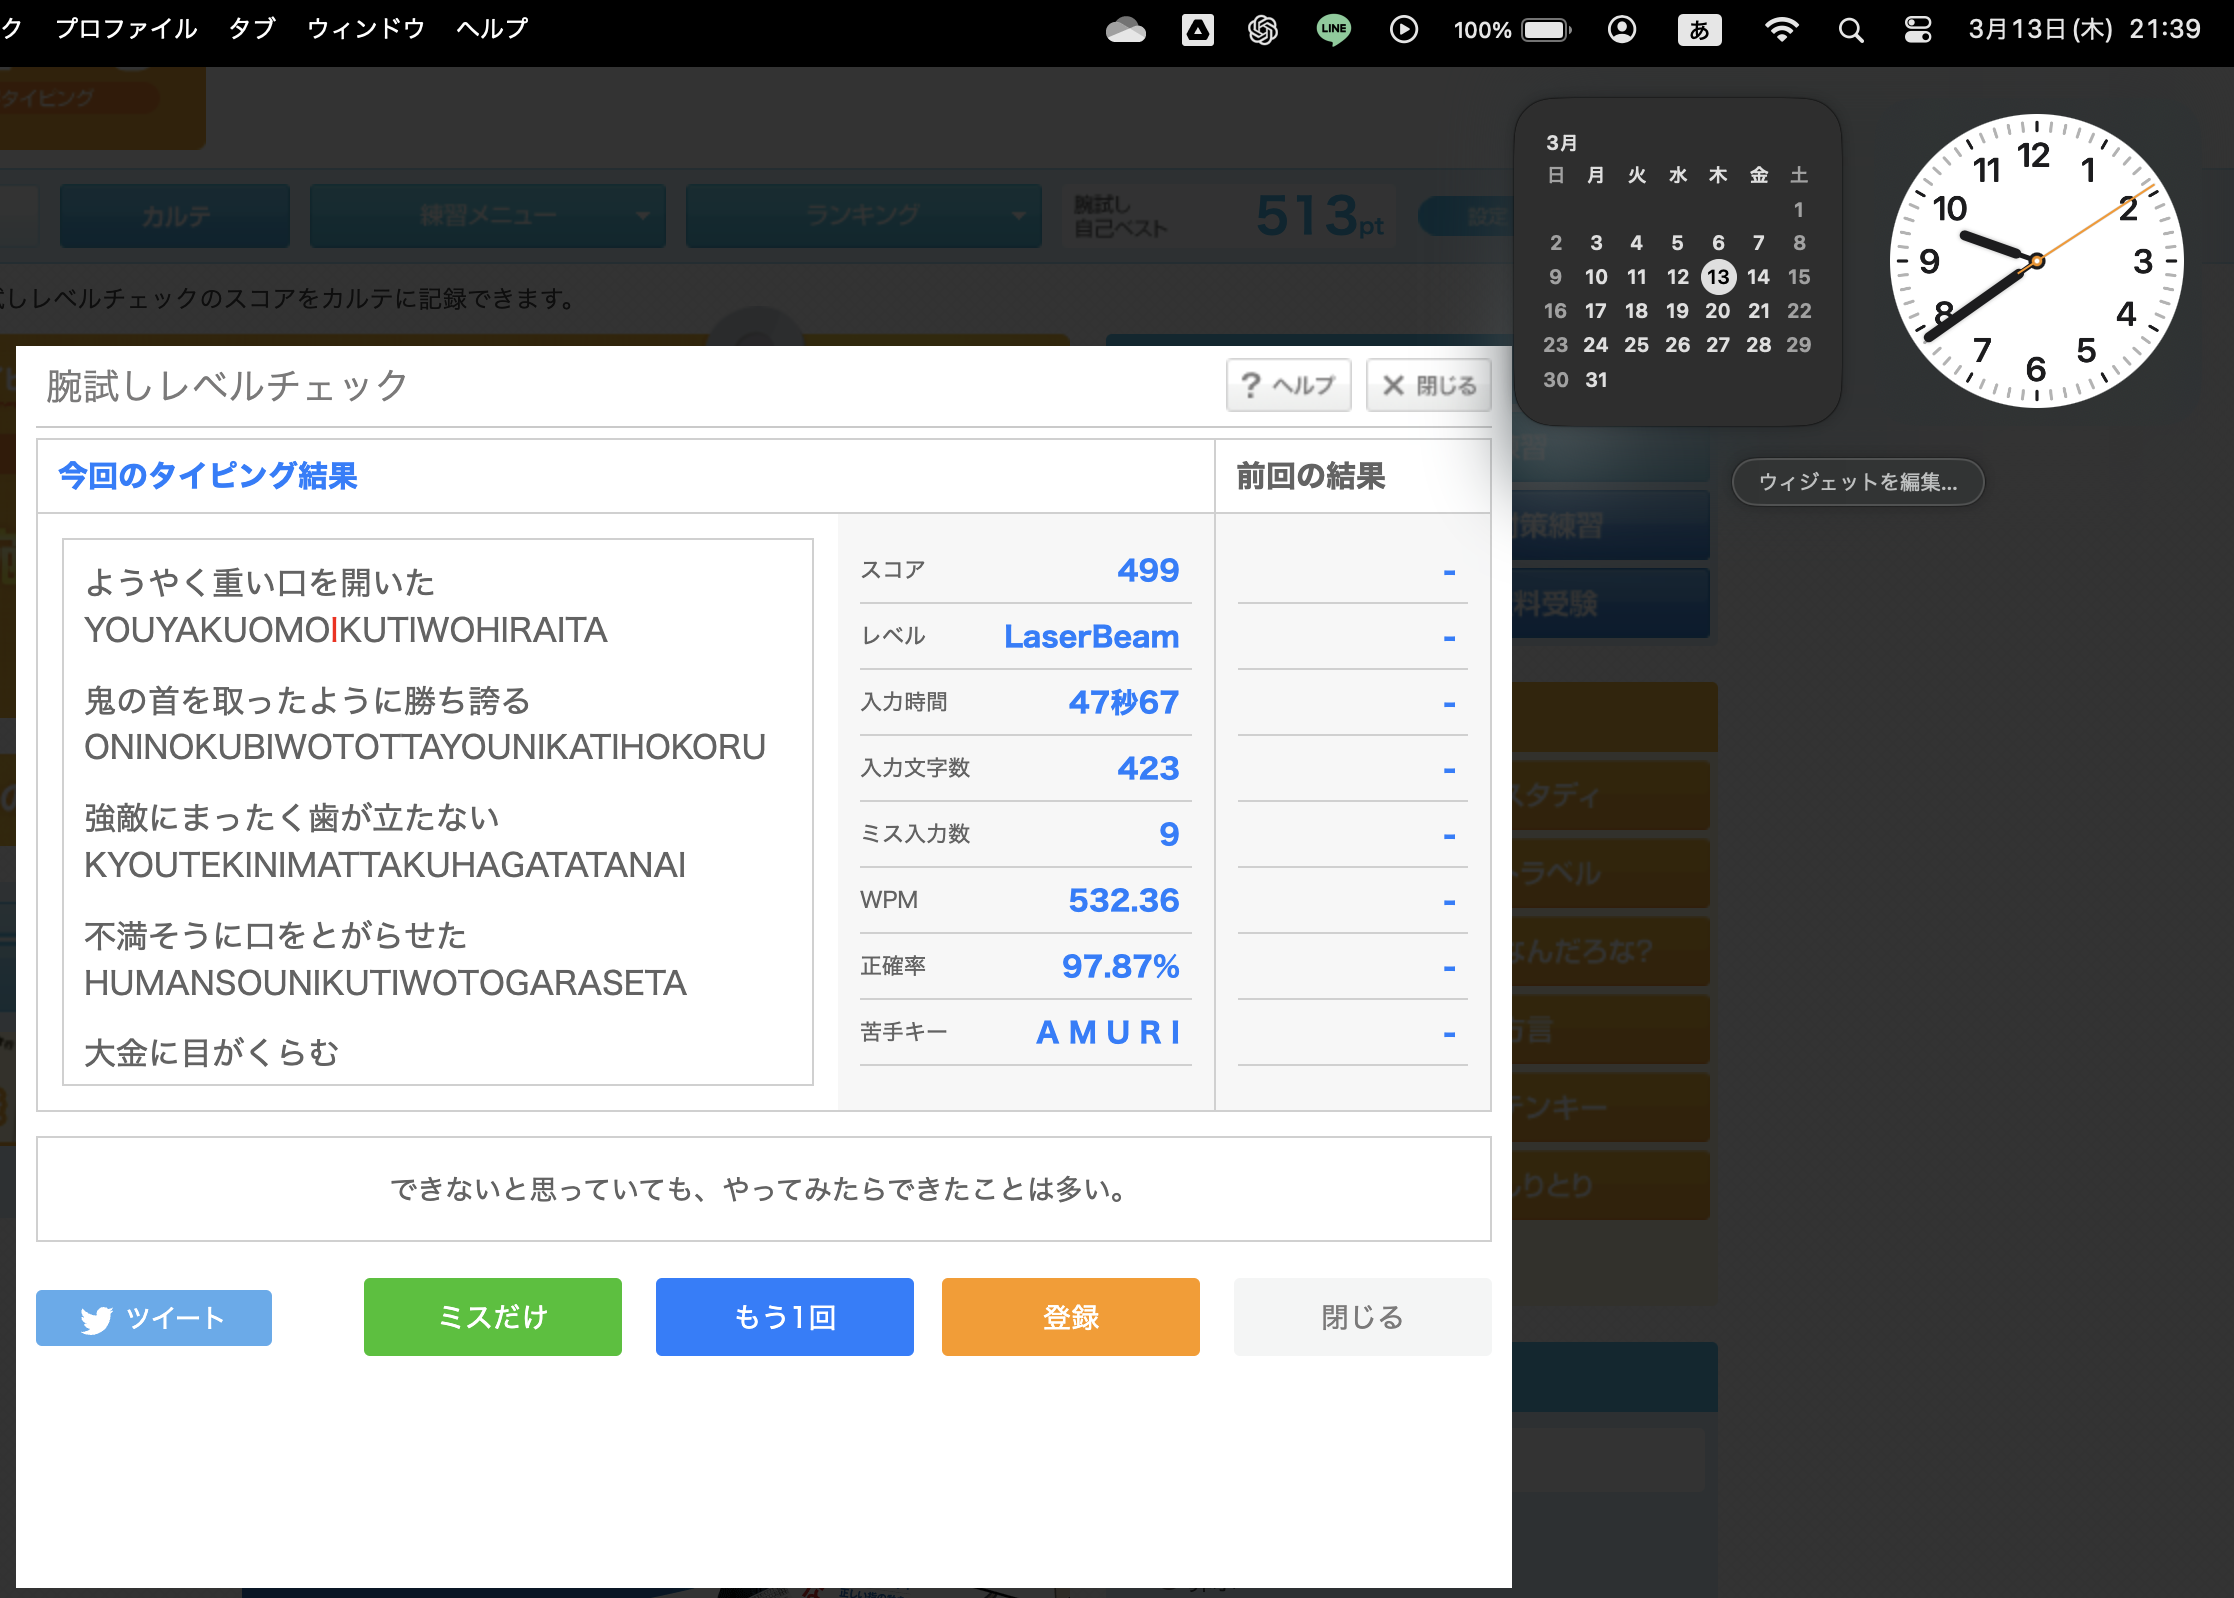 ク プロファイル タブ ウィンドウ ヘルプ LINE 100% あ 3月13日(木) 21:39
タイピング
カルテ 練習メニュー ランキング 腕試し 自己ベスト 513pt 設定
しレベルチェックのスコアをカルテに記録できます。
3月
日 月 火 水 木 金 土
1
2 3 4 5 6 7 8
9 10 11 12 13 14 15
16 17 18 19 20 21 22
23 24 25 26 27 28 29
30 31
12 1 2 3 4 5 6 7 8 9 10 11
ウィジェットを編集...
腕試しレベルチェック ? ヘルプ × 閉じる
今回のタイピング結果 前回の結果
ようやく重い口を開いた
YOUYAKUOMOIKUTIWOHIRAITA
鬼の首を取ったように勝ち誇る
ONINOKUBIWOTOTTAYOUNIKATIHOKORU
強敵にまったく歯が立たない
KYOUTEKINIMATTAKUHAGATATANAI
不満そうに口をとがらせた
HUMANSOUNIKUTIWOTOGARASETA
大金に目がくらむ
スコア 499 -
レベル LaserBeam -
入力時間 47秒67 -
入力文字数 423 -
ミス入力数 9 -
WPM 532.36 -
正確率 97.87% -
苦手キー A M U R I -
できないと思っていても、やってみたらできたことは多い。
ツイート ミスだけ もう1回 登録 閉じる
策練習
料受験
スタディ
トラベル
なんだろな?
方言
テンキー
しりとり